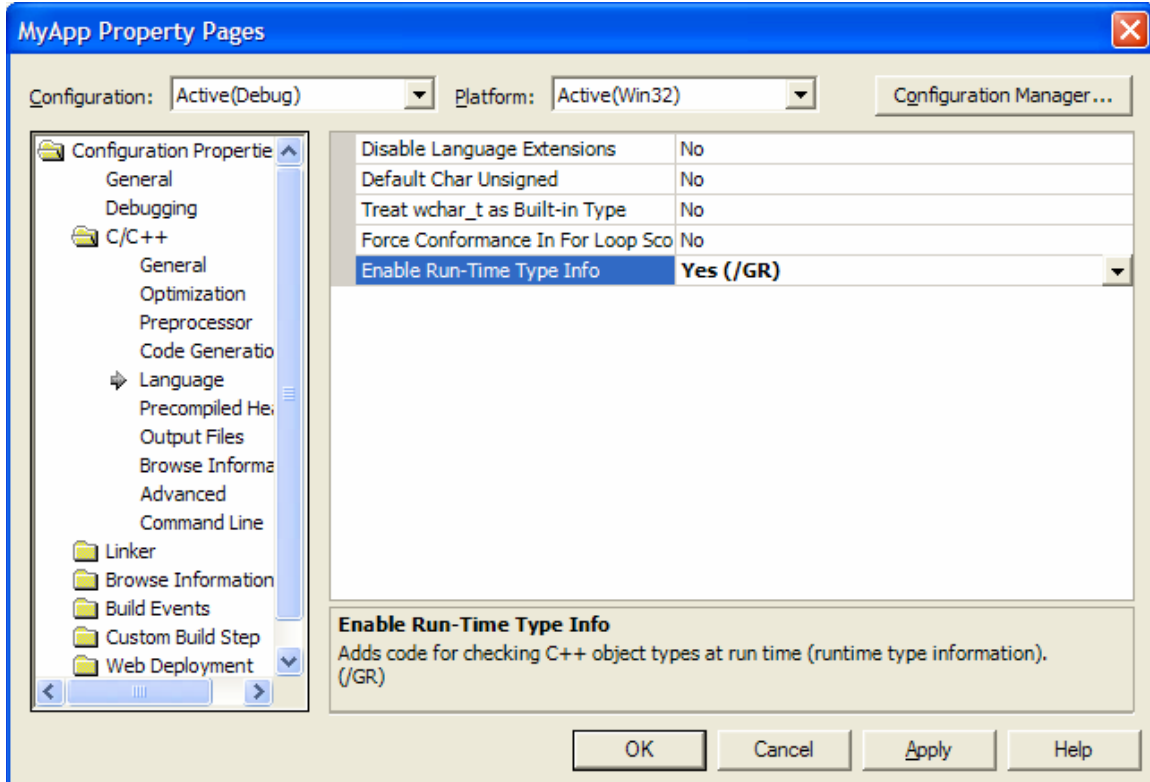 MyApp Property Pages
Configuration: Active(Debug) Platform: Active(Win32) Configuration Manager...
Configuration Propertie
General
Debugging
C/C++
General
Optimization
Preprocessor
Code Generatio
Language
Precompiled Hea
Output Files
Browse Informa
Advanced
Command Line
Linker
Browse Information
Build Events
Custom Build Step
Web Deployment
Disable Language Extensions No
Default Char Unsigned No
Treat wchar_t as Built-in Type No
Force Conformance In For Loop Sco No
Enable Run-Time Type Info Yes (/GR)
Enable Run-Time Type Info
Adds code for checking C++ object types at run time (runtime type information).
(/GR)
OK Cancel Apply Help